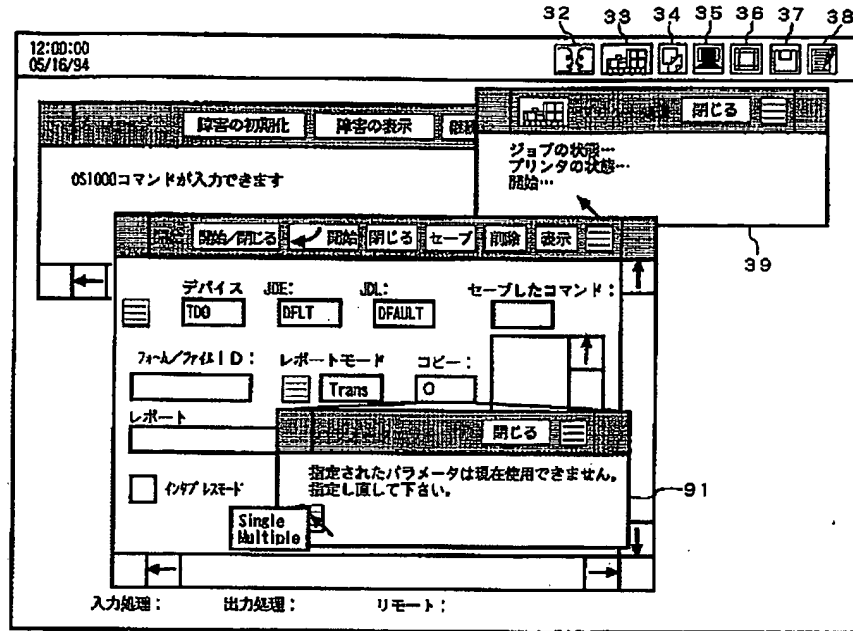 32 33 34 35 36 37 38
12:00:00
05/16/94
障害の初期化 障害の表示 継続
閉じる
OS1000コマンドが入力できます
ジョブの状態…
プリンタの状態…
開始…
39
開始/閉じる 開始 閉じる セーブ 削除 表示
デバイス JDE: JDL: セーブしたコマンド:
TDO DFLT DFAULT
フォーム/ファイルID: レポートモード コピー:
Trans 0
レポート
閉じる
指定されたパラメータは現在使用できません。
指定し直して下さい。
91
インタプレスモード
Single
Multiple
入力処理: 出力処理: リモート: